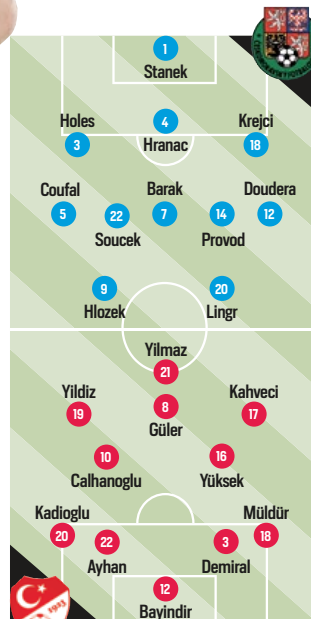 1
Stanek
Holes 4 Krejci
3 Hranac 18
Coufal Barak Doudera
5 22 7 14 12
Soucek Provod
9 20
Hlozek Lingr
Yilmaz
21
Yildiz 8 Kahveci
19 Güler 17
10 16
Calhanoglu Yüksek
Kadioglu Müldür
20 22 3 18
Ayhan Demiral
12
Bayindir
1923